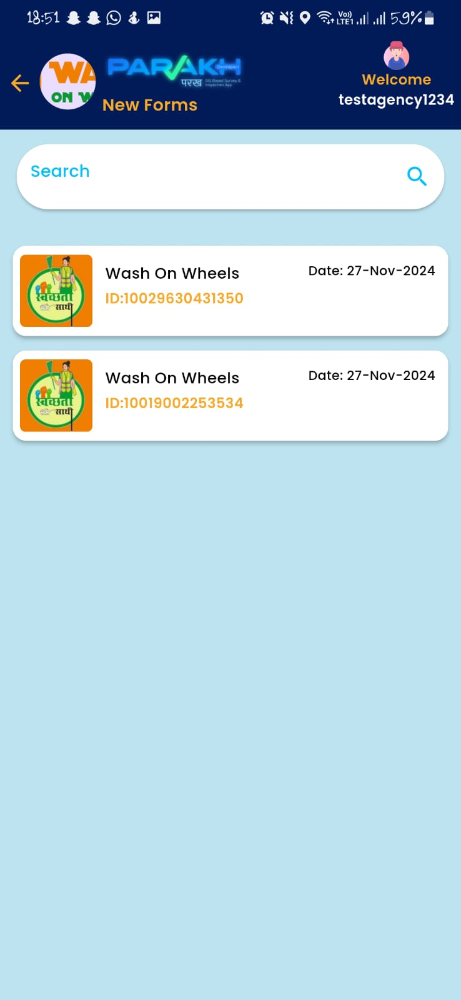 18:51
Vo))
LTE1
59%
WA
ON W
PARAKH
GeoInspect
परख
GIS Based Survey &
Inspection App
New Forms
Welcome
testagency1234
Search
Wash On Wheels
Date: 27-Nov-2024
ID:10029630431350
स्वच्छता
साथी
Wash On Wheels
Date: 27-Nov-2024
ID:10019002253534
स्वच्छता
साथी